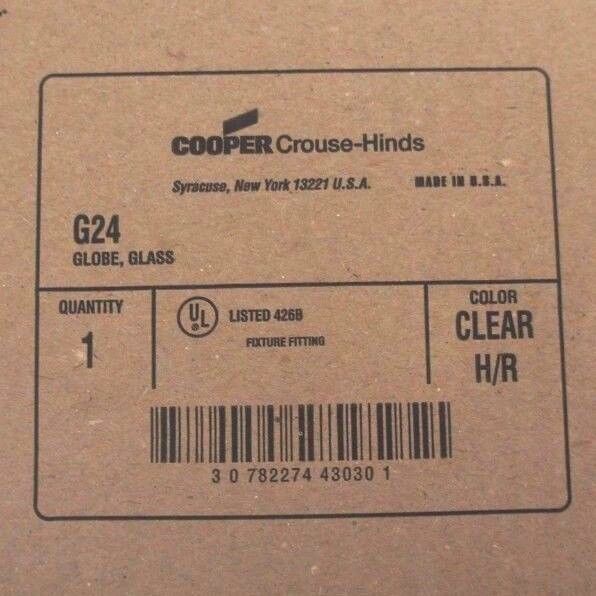 COOPER Crouse-Hinds
Syracuse, New York 13221 U.S.A. MADE IN U.S.A.
G24
GLOBE, GLASS
QUANTITY
1
UL
LISTED 426B
FIXTURE FITTING
COLOR
CLEAR
H/R
3 0 782274 43030 1